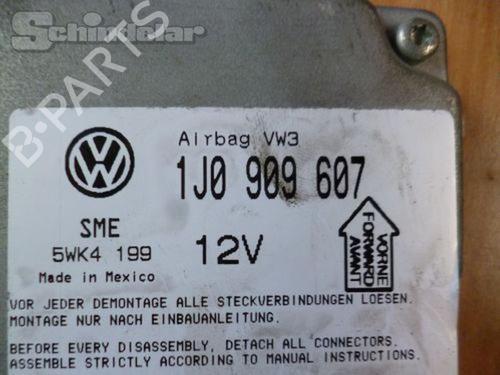 Schindelar
B-PARTS
Airbag VW3
1J0 909 607
SME
5WK4 199
12V
Made in Mexico
VORNE
FORWARD
AVANT
VOR JEDER DEMONTAGE ALLE STECKVERBINDUNGEN LOESEN.
MONTAGE NUR NACH EINBAUANLEITUNG.
BEFORE EVERY DISASSEMBLY, DETACH ALL CONNECTORS.
ASSEMBLE STRICTLY ACCORDING TO MANUAL INSTRUCTIONS.